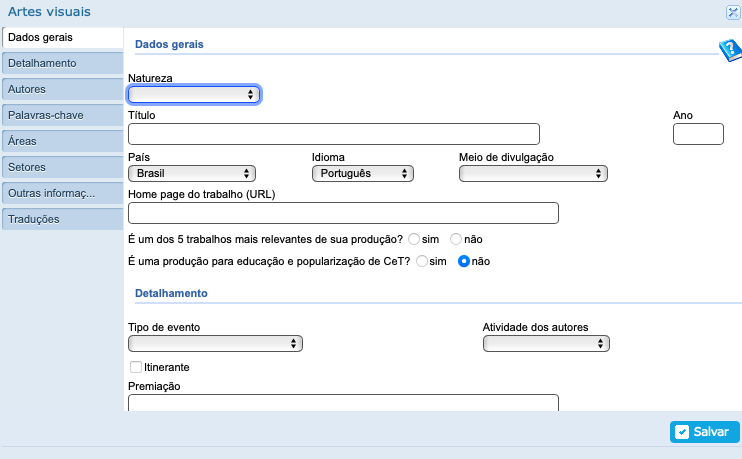 Artes visuais
Dados gerais
Detalhamento
Autores
Palavras-chave
Áreas
Setores
Outras informaç...
Traduções
Dados gerais
?
Natureza
Título Ano
País Idioma Meio de divulgação
Brasil Português
Home page do trabalho (URL)
É um dos 5 trabalhos mais relevantes de sua produção? sim não
É uma produção para educação e popularização de CeT? sim não
Detalhamento
Tipo de evento Atividade dos autores
Itinerante
Premiação
Salvar